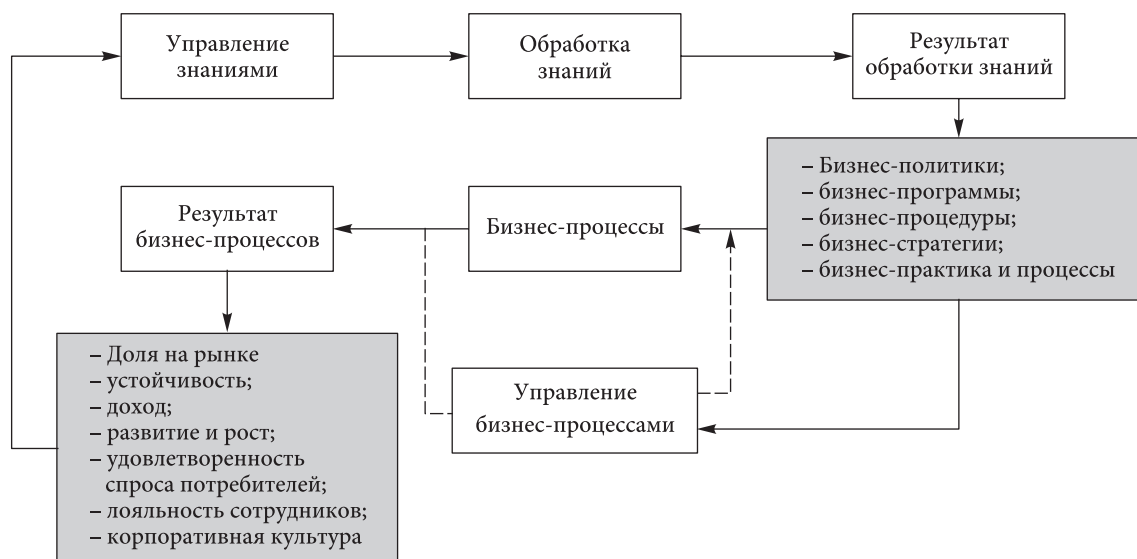 Управление
знаниями
Обработка
знаний
Результат
обработки знаний
– Бизнес-политики;
– бизнес-программы;
– бизнес-процедуры;
– бизнес-стратегии;
– бизнес-практика и процессы
Результат
бизнес-процессов
Бизнес-процессы
– Доля на рынке
– устойчивость;
– доход;
– развитие и рост;
– удовлетворенность
спроса потребителей;
– лояльность сотрудников;
– корпоративная культура
Управление
бизнес-процессами